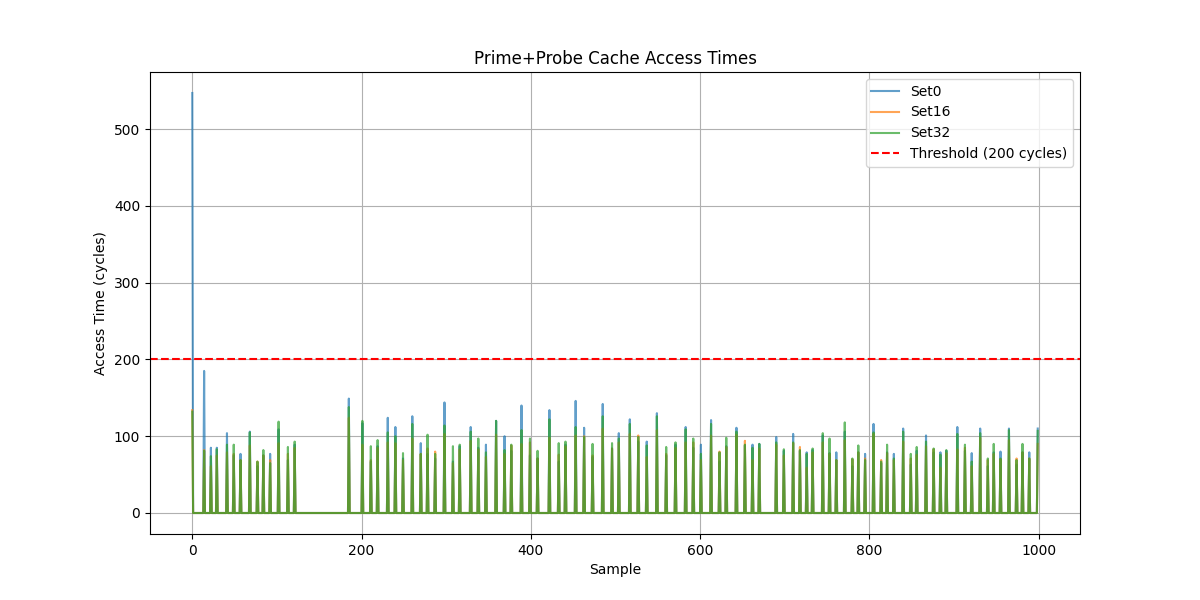 Prime+Probe Cache Access Times
Set0
Set16
Set32
Threshold (200 cycles)
Access Time (cycles)
500
400
300
200
100
0
0 200 400 600 800 1000
Sample